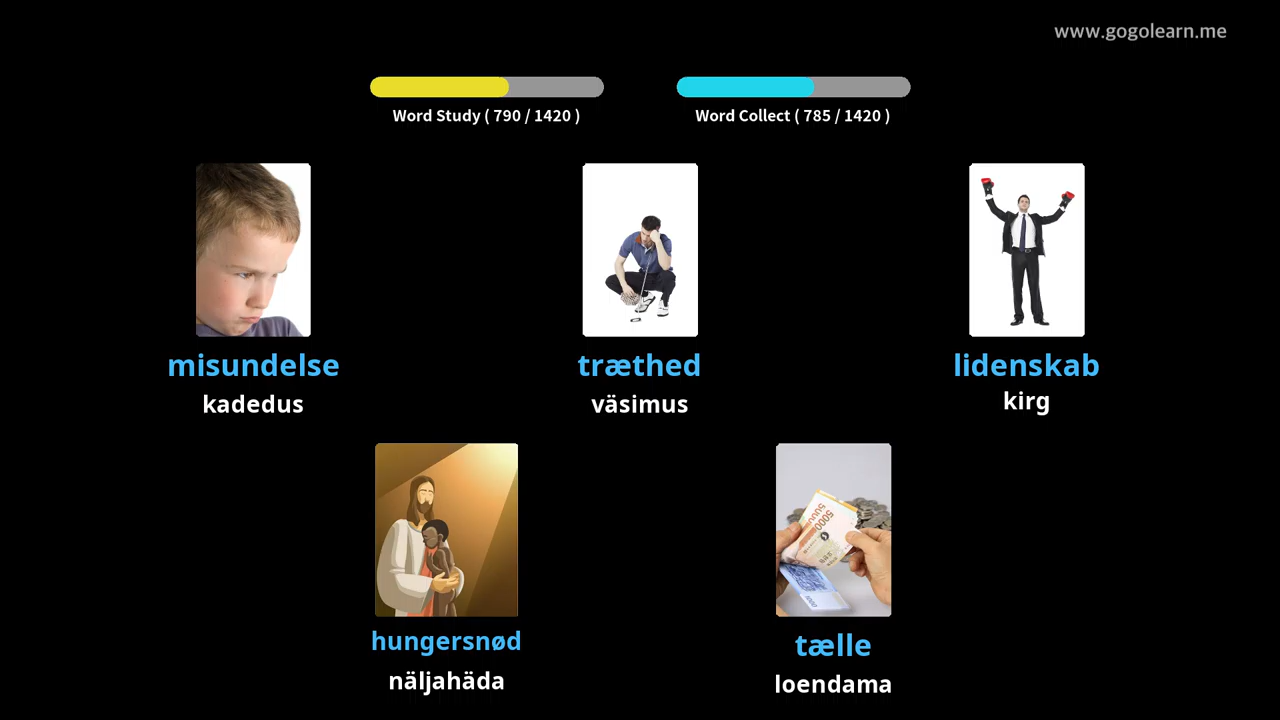 www.gogolearn.me
Word Study ( 790 / 1420 )
Word Collect ( 785 / 1420 )
misundelse
kadedus
træthed
väsimus
lidenskab
kirg
hungersnød
näljahäda
tælle
loendama
5000